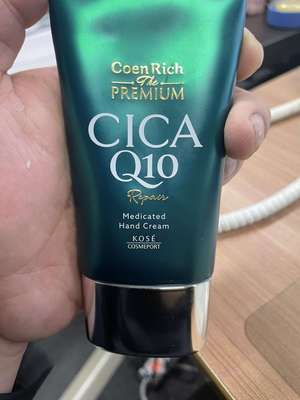 CoenRich
The
PREMIUM
CICA
Q10
Repair
Medicated
Hand Cream
KOSÉ
COSMEPORT